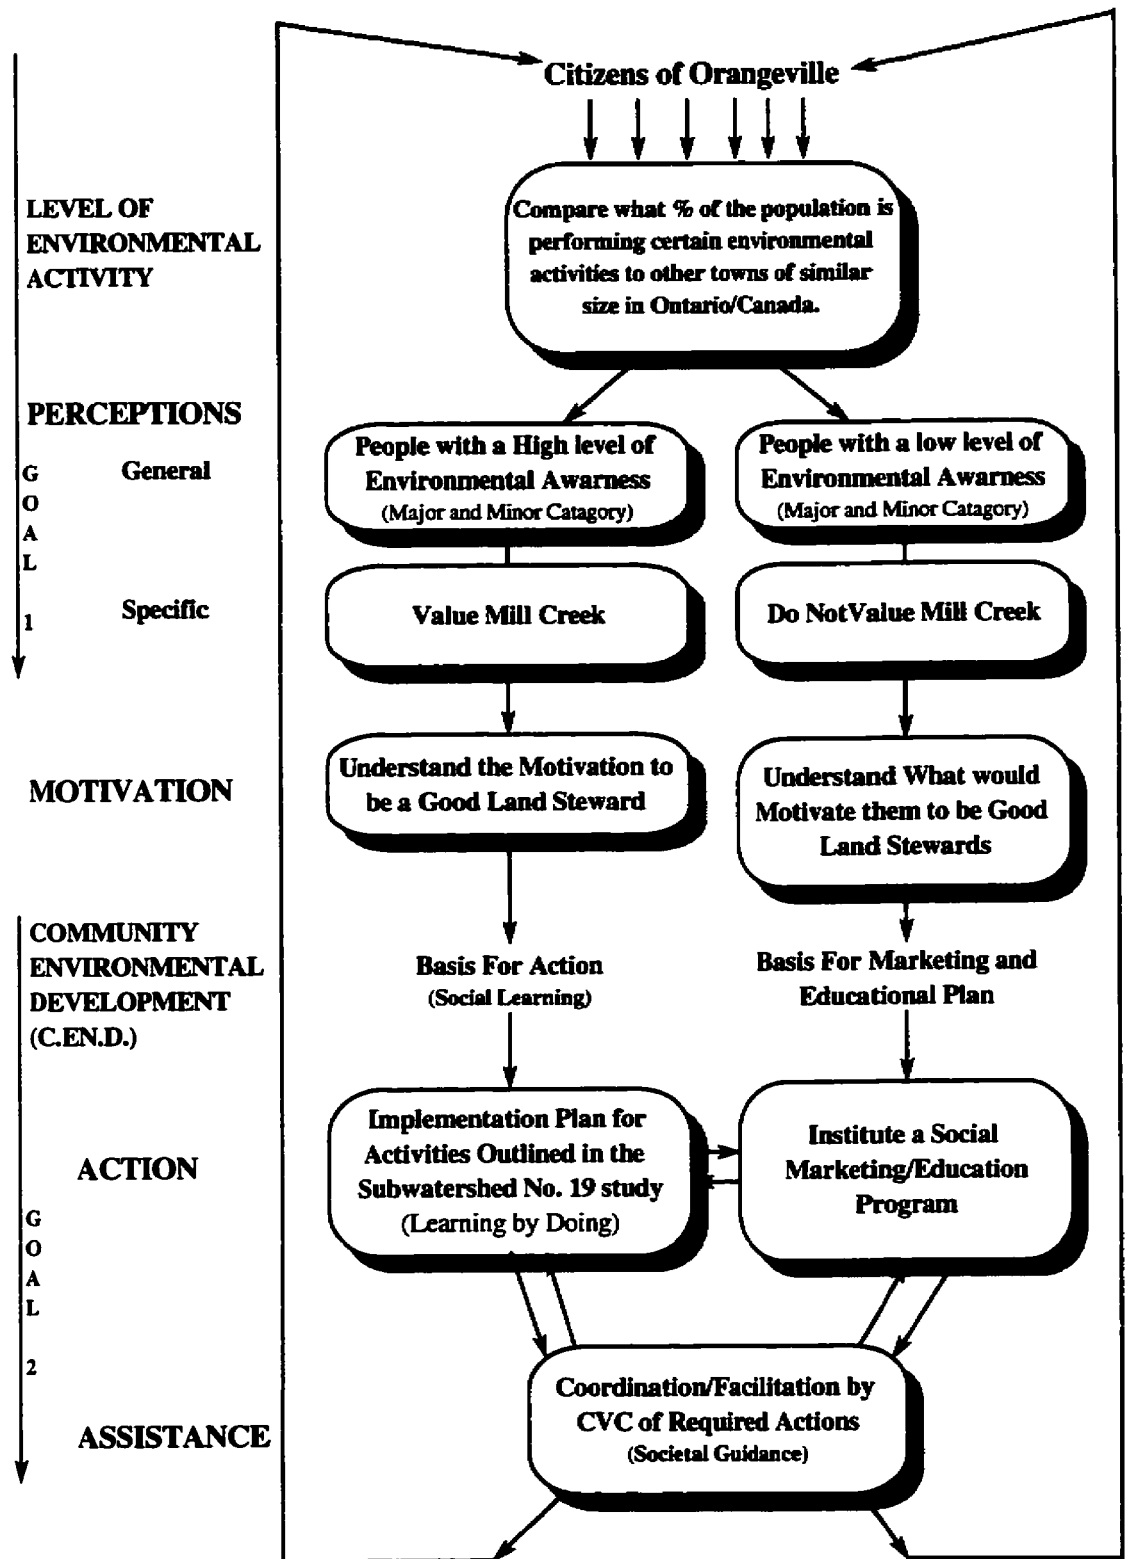 Citizens of Orangeville
LEVEL OF
ENVIRONMENTAL
ACTIVITY
Compare what % of the population is
performing certain environmental
activities to other towns of similar
size in Ontario/Canada.
PERCEPTIONS
General
People with a High level of
Environmental Awarness
(Major and Minor Catagory)
People with a low level of
Environmental Awarness
(Major and Minor Catagory)
GOAL 1
Specific
Value Mill Creek
Do NotValue Mill Creek
MOTIVATION
Understand the Motivation to
be a Good Land Steward
Understand What would
Motivate them to be Good
Land Stewards
COMMUNITY
ENVIRONMENTAL
DEVELOPMENT
(C.EN.D.)
Basis For Action
(Social Learning)
Basis For Marketing and
Educational Plan
ACTION
Implementation Plan for
Activities Outlined in the
Subwatershed No. 19 study
(Learning by Doing)
Institute a Social
Marketing/Education
Program
GOAL 2
ASSISTANCE
Coordination/Facilitation by
CVC of Required Actions
(Societal Guidance)